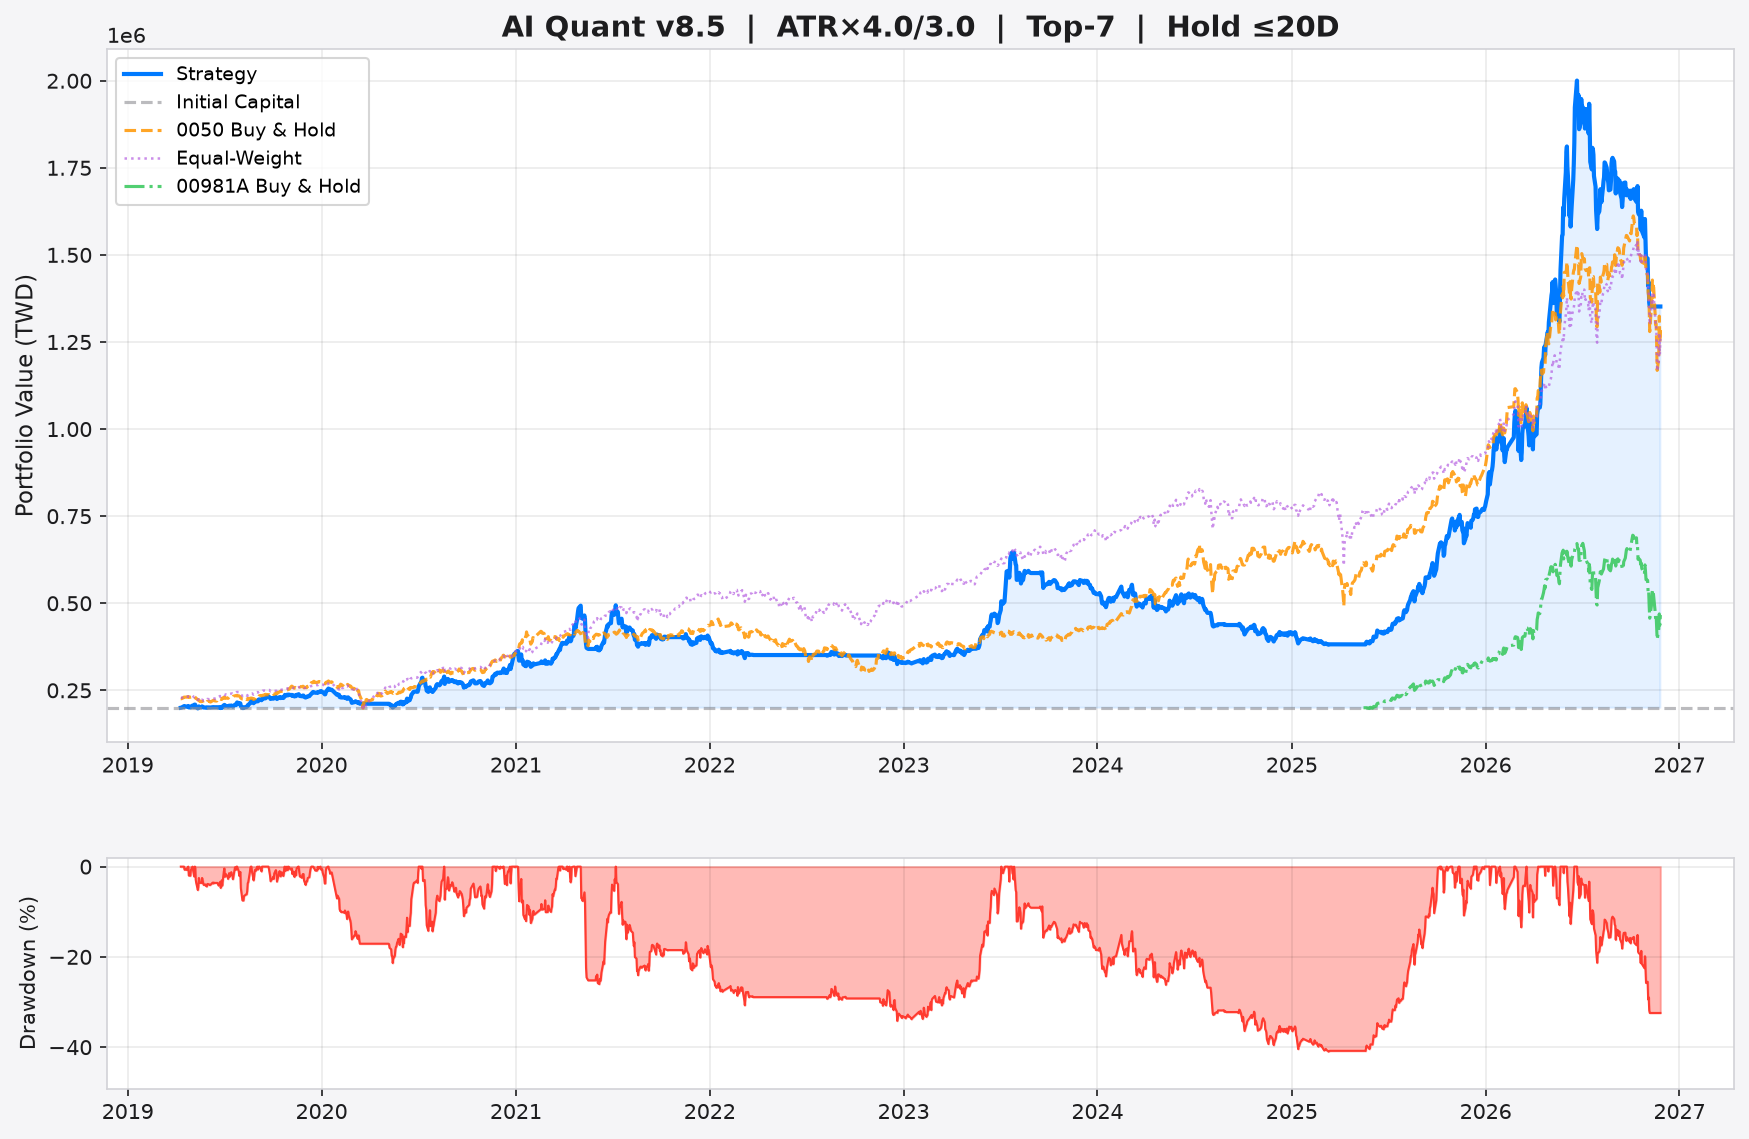 AI Quant v8.5 | ATR×4.0/3.0 | Top-7 | Hold ≤20D
1e6
Strategy
Initial Capital
0050 Buy & Hold
Equal-Weight
00981A Buy & Hold
Portfolio Value (TWD)
2.00
1.75
1.50
1.25
1.00
0.75
0.50
0.25
2019 2020 2021 2022 2023 2024 2025 2026 2027
Drawdown (%)
0
−20
−40
2019 2020 2021 2022 2023 2024 2025 2026 2027